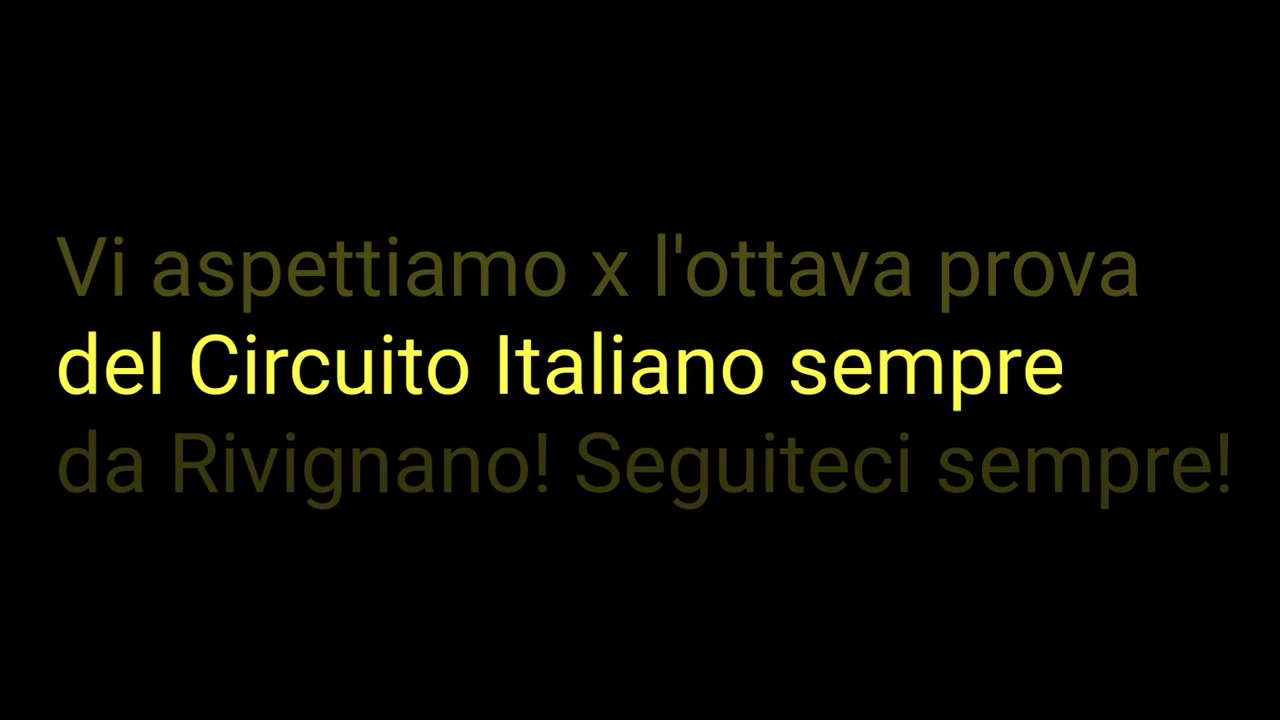 Vi aspettiamo x l'ottava prova
del Circuito Italiano sempre
da Rivignano! Seguiteci sempre!